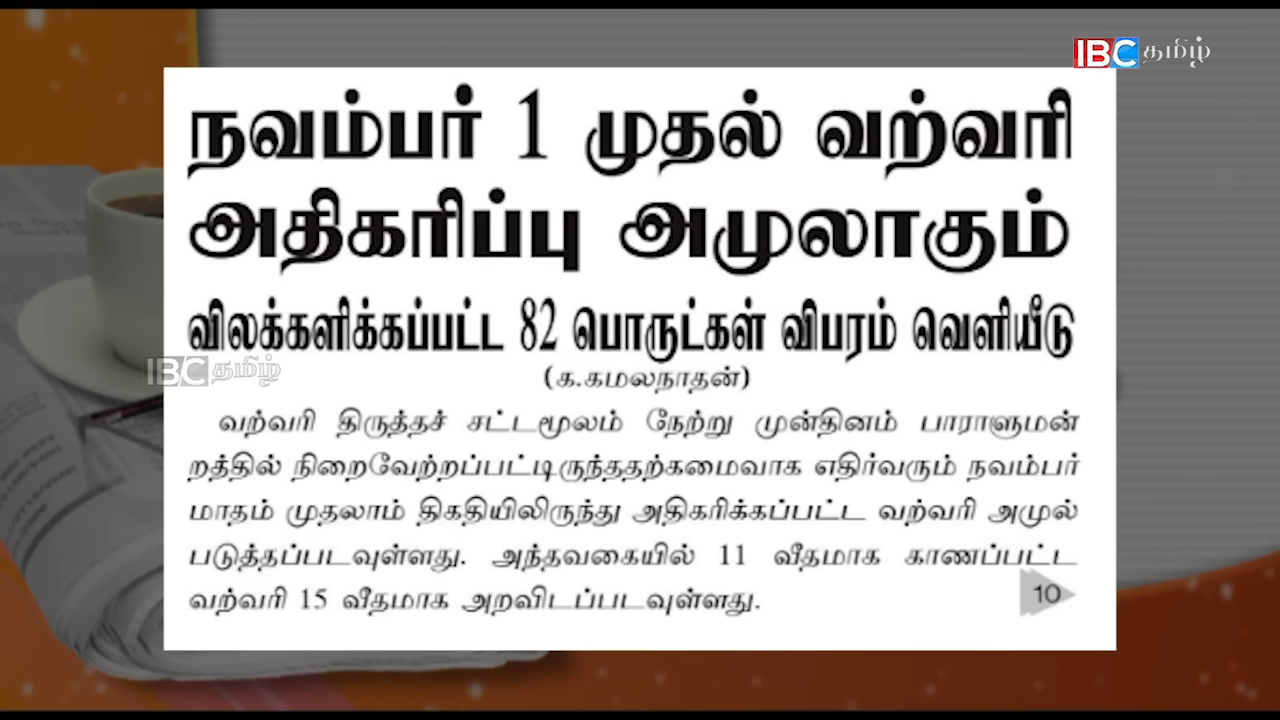 IBC தமிழ்
நவம்பர் 1 முதல் வற்வரி
அதிகரிப்பு அமுலாகும்
விலக்களிக்கப்பட்ட 82 பொருட்கள் விபரம் வெளியீடு
IBC தமிழ்
(க.கமலநாதன்)
வற்வரி திருத்தச் சட்டமூலம் நேற்று முன்தினம் பாராளுமன்
றத்தில் நிறைவேற்றப்பட்டிருந்ததற்கமைவாக எதிர்வரும் நவம்பர்
மாதம் முதலாம் திகதியிலிருந்து அதிகரிக்கப்பட்ட வற்வரி அமுல்
படுத்தப்படவுள்ளது. அந்தவகையில் 11 வீதமாக காணப்பட்ட
வற்வரி 15 வீதமாக அறவிடப்படவுள்ளது.
10